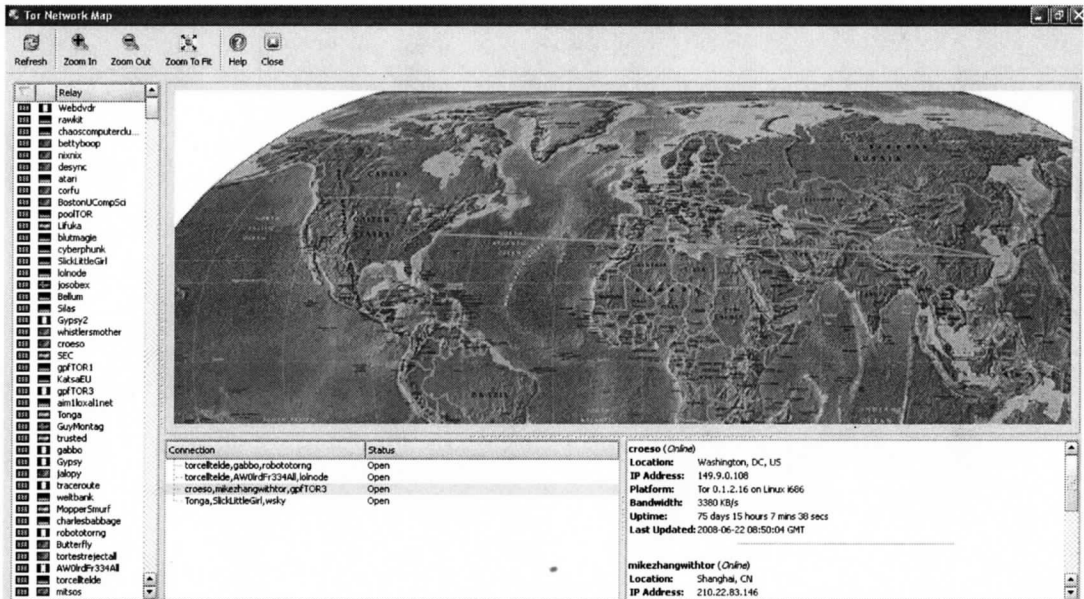 Tor Network Map
Refresh
Zoom In
Zoom Out
Zoom To Fit
Help
Close
Relay
Webdvdr
rawkit
chaoscomputerclu...
bettyboop
nixnix
desync
atari
corfu
BostonUCompSci
poolTOR
Lifuka
blutmagie
cyberphunk
SlickLittleGirl
lolnode
josobex
Bellum
Silas
Gypsy2
whistlersmother
croeso
SEC
gpfTOR1
KatsaEU
gpfTOR3
aim1loxal1net
Tonga
GuyMontag
trusted
gabbo
Gypsy
jalopy
traceroute
weltbank
MopperSmurf
charlesbabbage
robototorng
Butterfly
tortestrejectall
AW0lrdFr334All
torcelltelde
mitsos
CANADA
UNITED
STATES
BRAZIL
RUSSIA
Connection Status
torcelltelde,gabbo,robototorng Open
torcelltelde,AW0lrdFr334All,lolnode Open
croeso,mikezhangwithtor,gpfTOR3 Open
Tonga,SlickLittleGirl,wsky Open
croeso (Online)
Location: Washington, DC, US
IP Address: 149.9.0.108
Platform: Tor 0.1.2.16 on Linux i686
Bandwidth: 3380 KB/s
Uptime: 75 days 15 hours 7 mins 38 secs
Last Updated: 2008-06-22 08:50:04 GMT
mikezhangwithtor (Online)
Location: Shanghai, CN
IP Address: 210.22.83.146